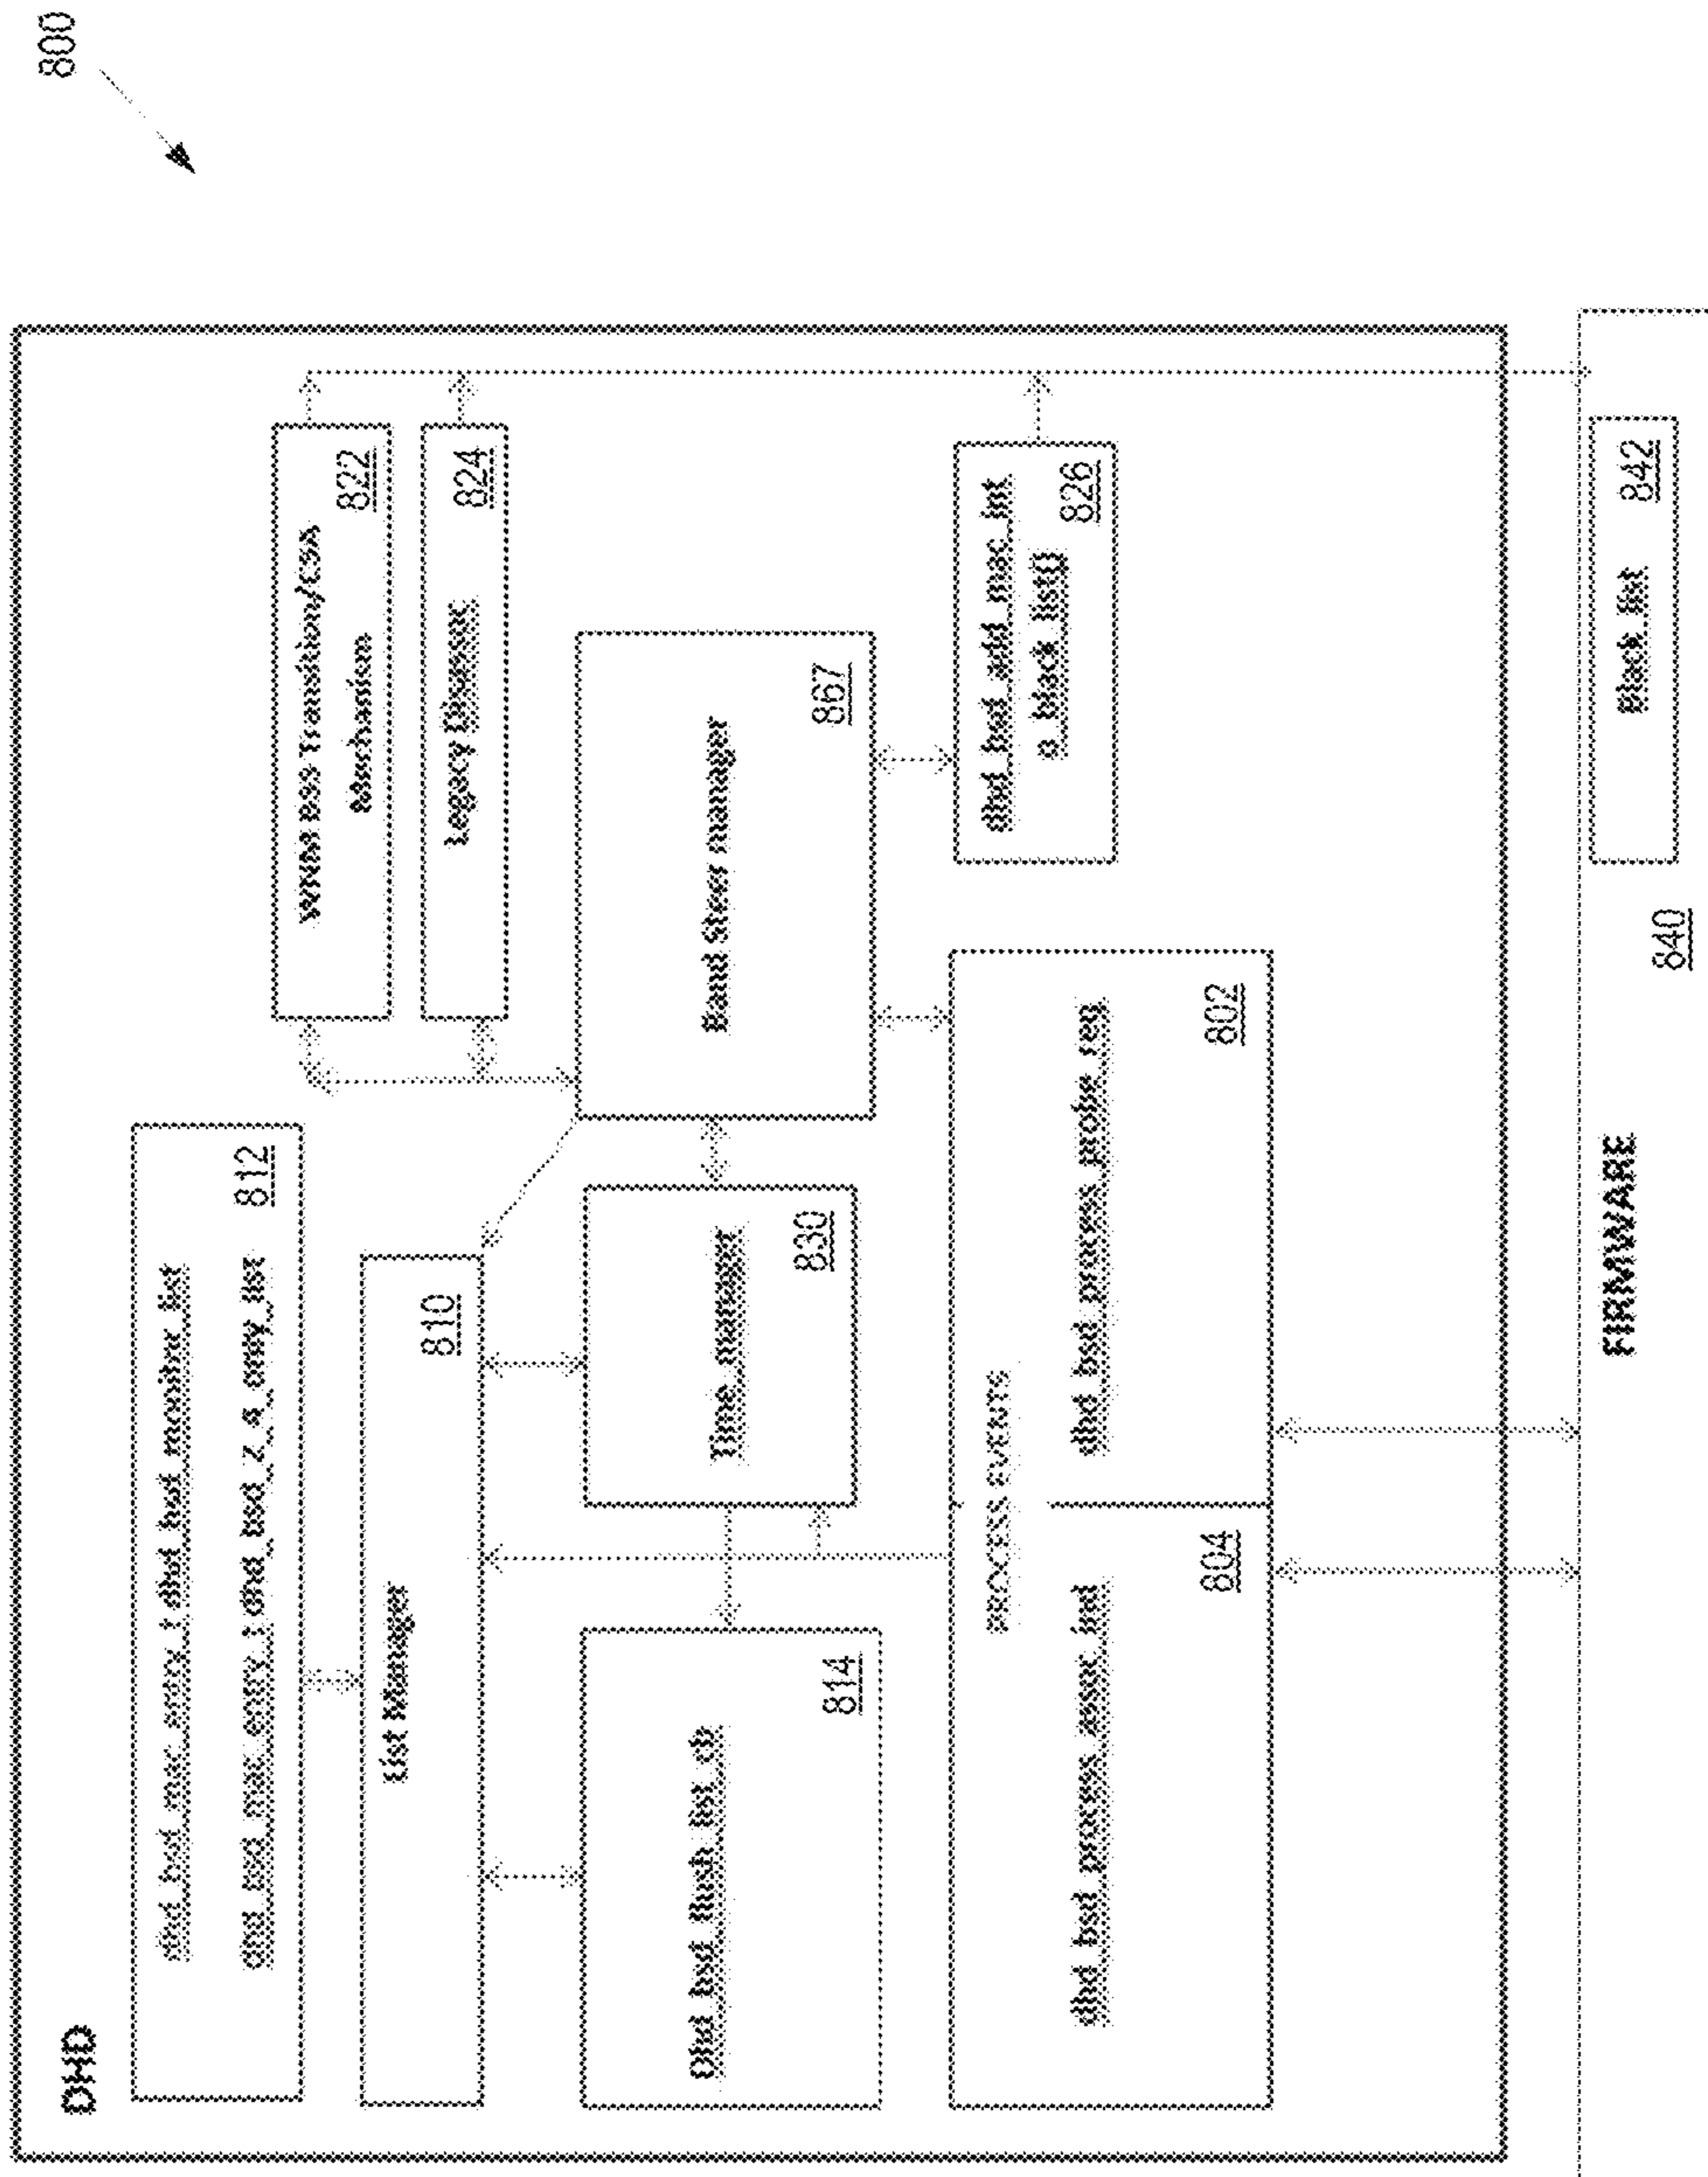 800
DHD
dhd_bsd_mac_entry_t dhd_bsd_monitor_list
dhd_bsd_mac_entry_t dhd_bsd_2_4_only_list
812
List Manager
810
WNM BSS Transition/CSA
Mechanism
822
Legacy Disassoc
824
Dhd_bsd_flush_list_cb
814
Time_manager
830
Band Steer manager
867
PROCESS EVENTS
dhd_bsd_process_assoc_ind
804
dhd_bsd_process_probe_req
802
dhd_bsd_add_mac_int
o_black_list()
826
FIRMWARE
840
Black list
842